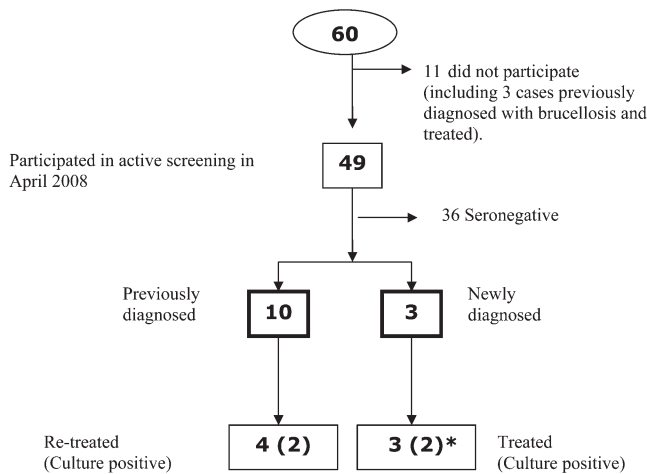 60
11 did not participate
(including 3 cases previously
diagnosed with brucellosis and
treated).
Participated in active screening in
April 2008
49
36 Seronegative
Previously
diagnosed
10
3
Newly
diagnosed
Re-treated
(Culture positive)
4 (2)
3 (2)*
Treated
(Culture positive)